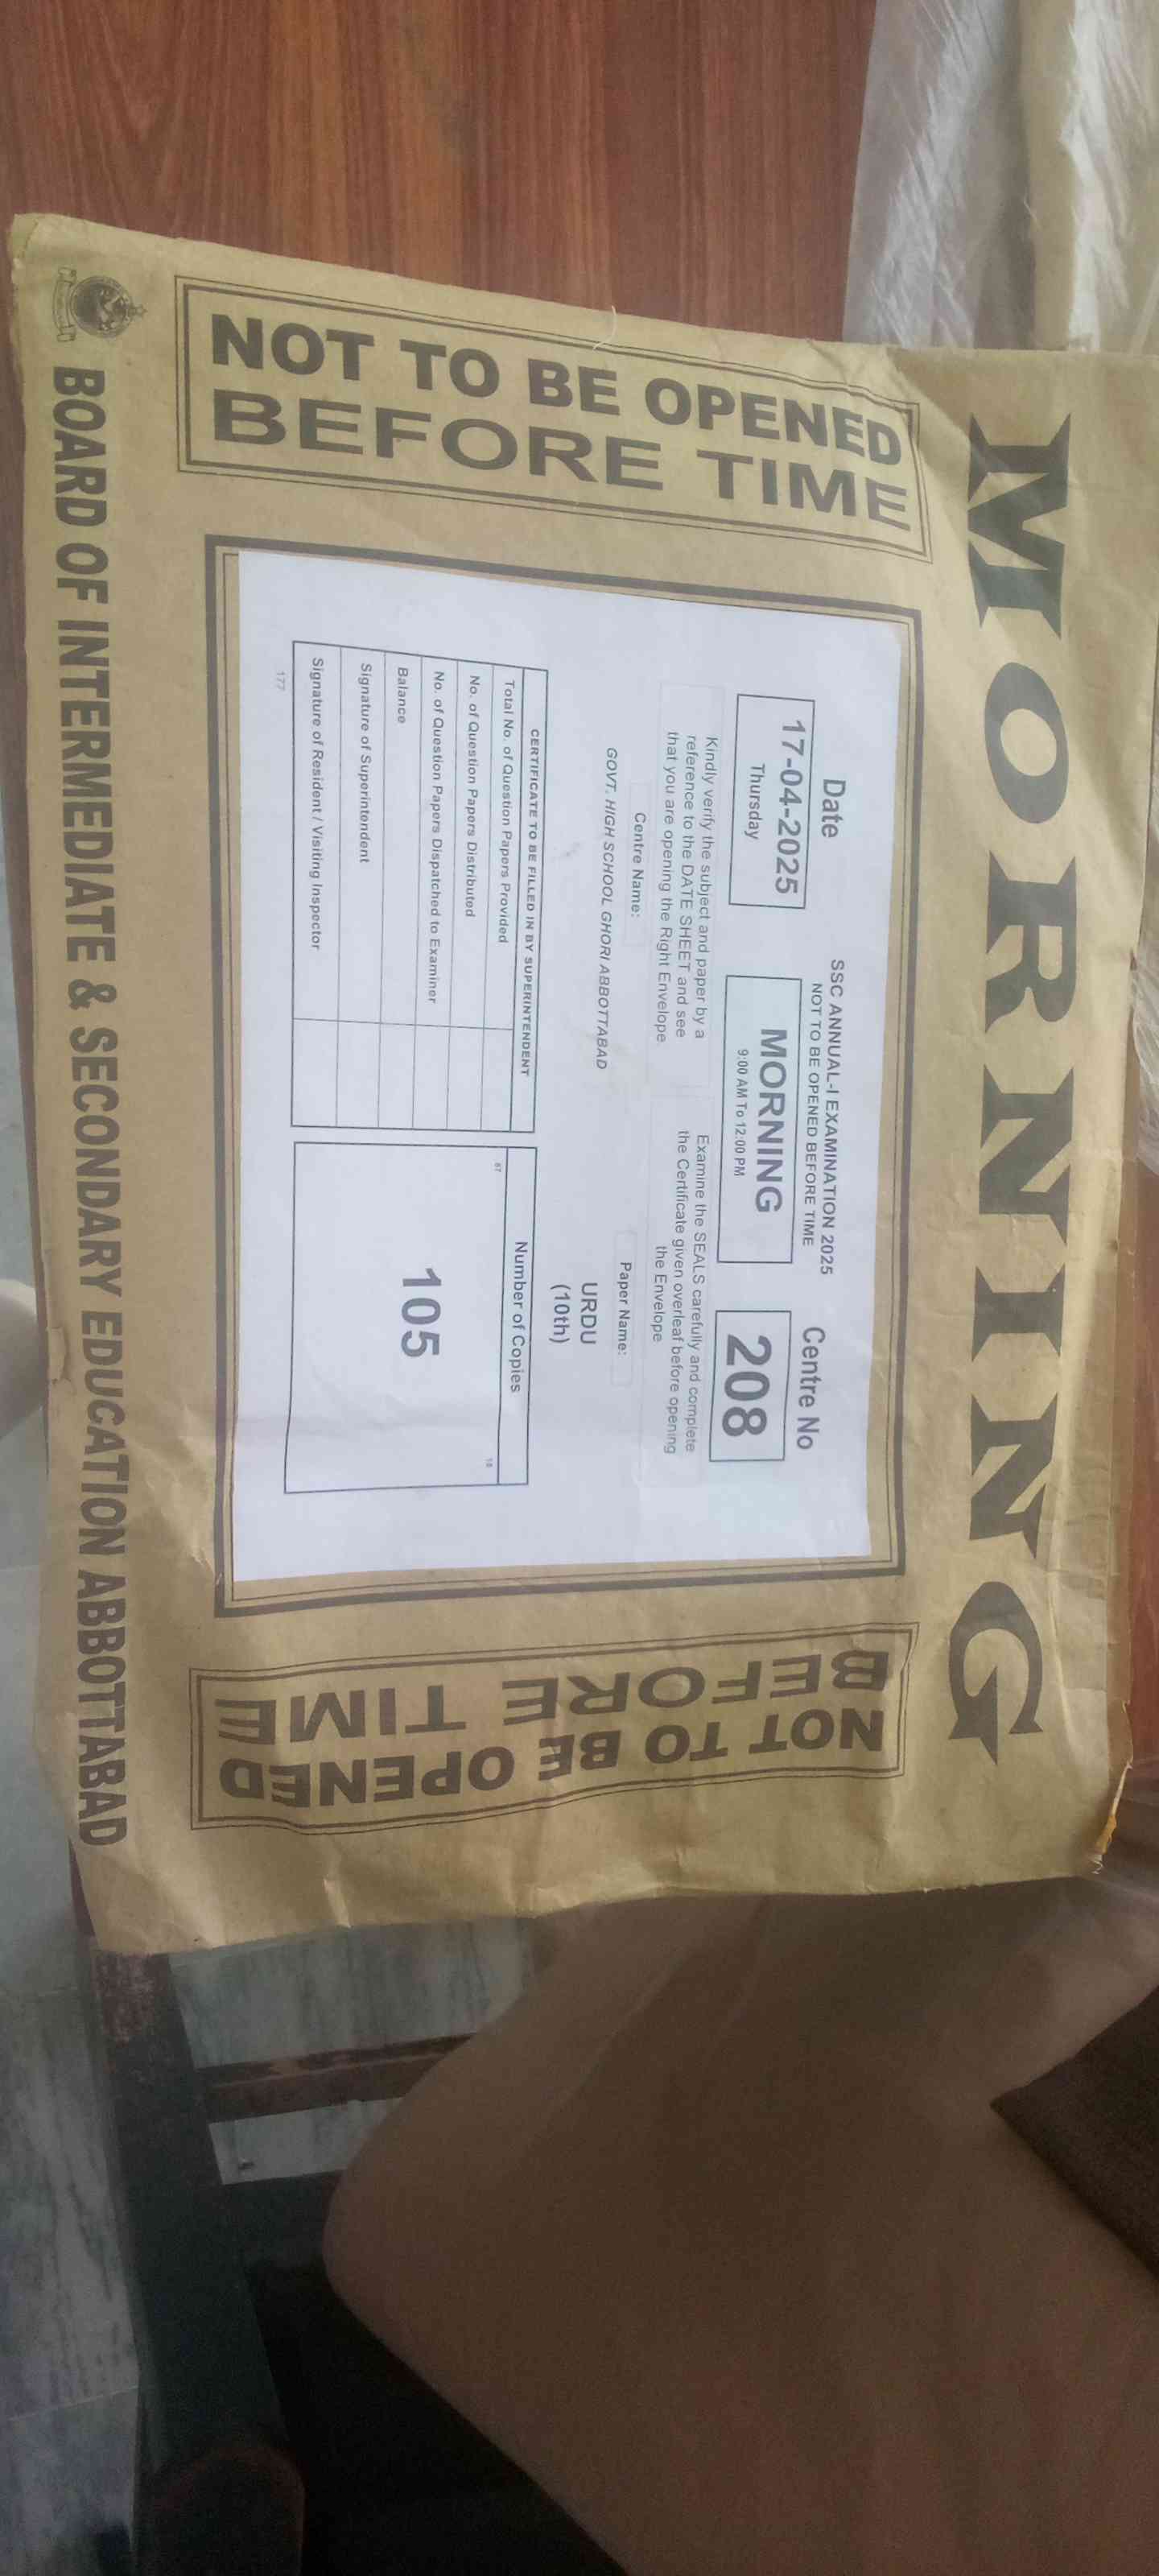 MORNING
NOT TO BE OPENED
BEFORE TIME
Date
17-04-2025
Thursday
SSC ANNUAL-I EXAMINATION 2025
NOT TO BE OPENED BEFORE TIME
MORNING
9:00 AM To 12:00 PM
Centre No
208
Kindly verify the subject and paper by a
reference to the DATE SHEET and see
that you are opening the Right Envelope
Examine the SEALS carefully and complete
the Certificate given overleaf before opening
the Envelope
Centre Name:
GOVT. HIGH SCHOOL GHORI ABBOTTABAD
Paper Name:
URDU
(10th)
CERTIFICATE TO BE FILLED IN BY SUPERINTENDENT
Total No. of Question Papers Provided
No. of Question Papers Distributed
No. of Question Papers Dispatched to Examiner
Balance
Signature of Superintendent
Signature of Resident / Visiting Inspector
Number of Copies
87
18
105
177
NOT TO BE OPENED
BEFORE TIME
BOARD OF INTERMEDIATE & SECONDARY EDUCATION ABBOTTABAD